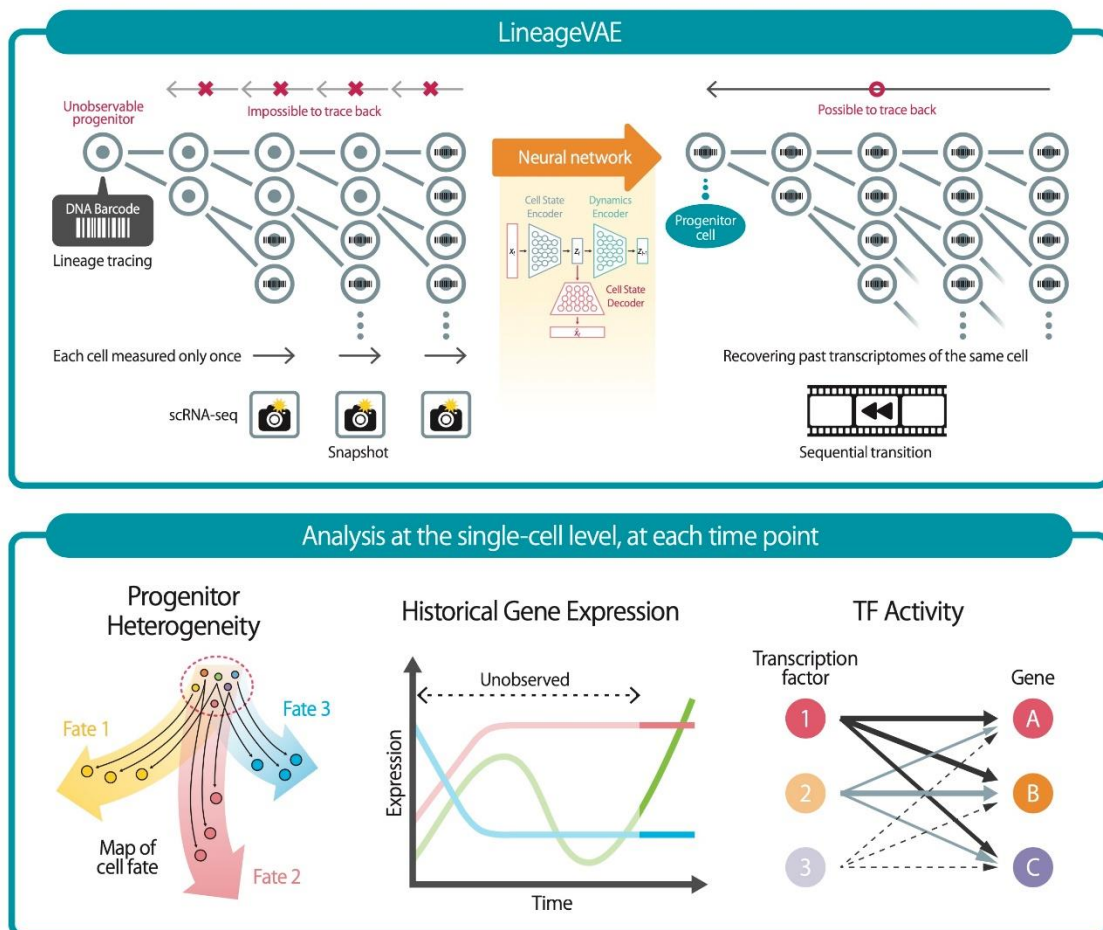 LineageVAE
Unobservable
progenitor
Impossible to trace back
DNA Barcode
Lineage tracing
Each cell measured only once
scRNA-seq
Snapshot
Neural network
Cell State
Encoder
Dynamics
Encoder
Cell State
Decoder
Possible to trace back
Progenitor
cell
Recovering past transcriptomes of the same cell
Sequential transition
Analysis at the single-cell level, at each time point
Progenitor
Heterogeneity
Fate 1
Fate 3
Map of
cell fate
Fate 2
Historical Gene Expression
Unobserved
Expression
Time
TF Activity
Transcription
factor
Gene
1
A
2
B
3
C